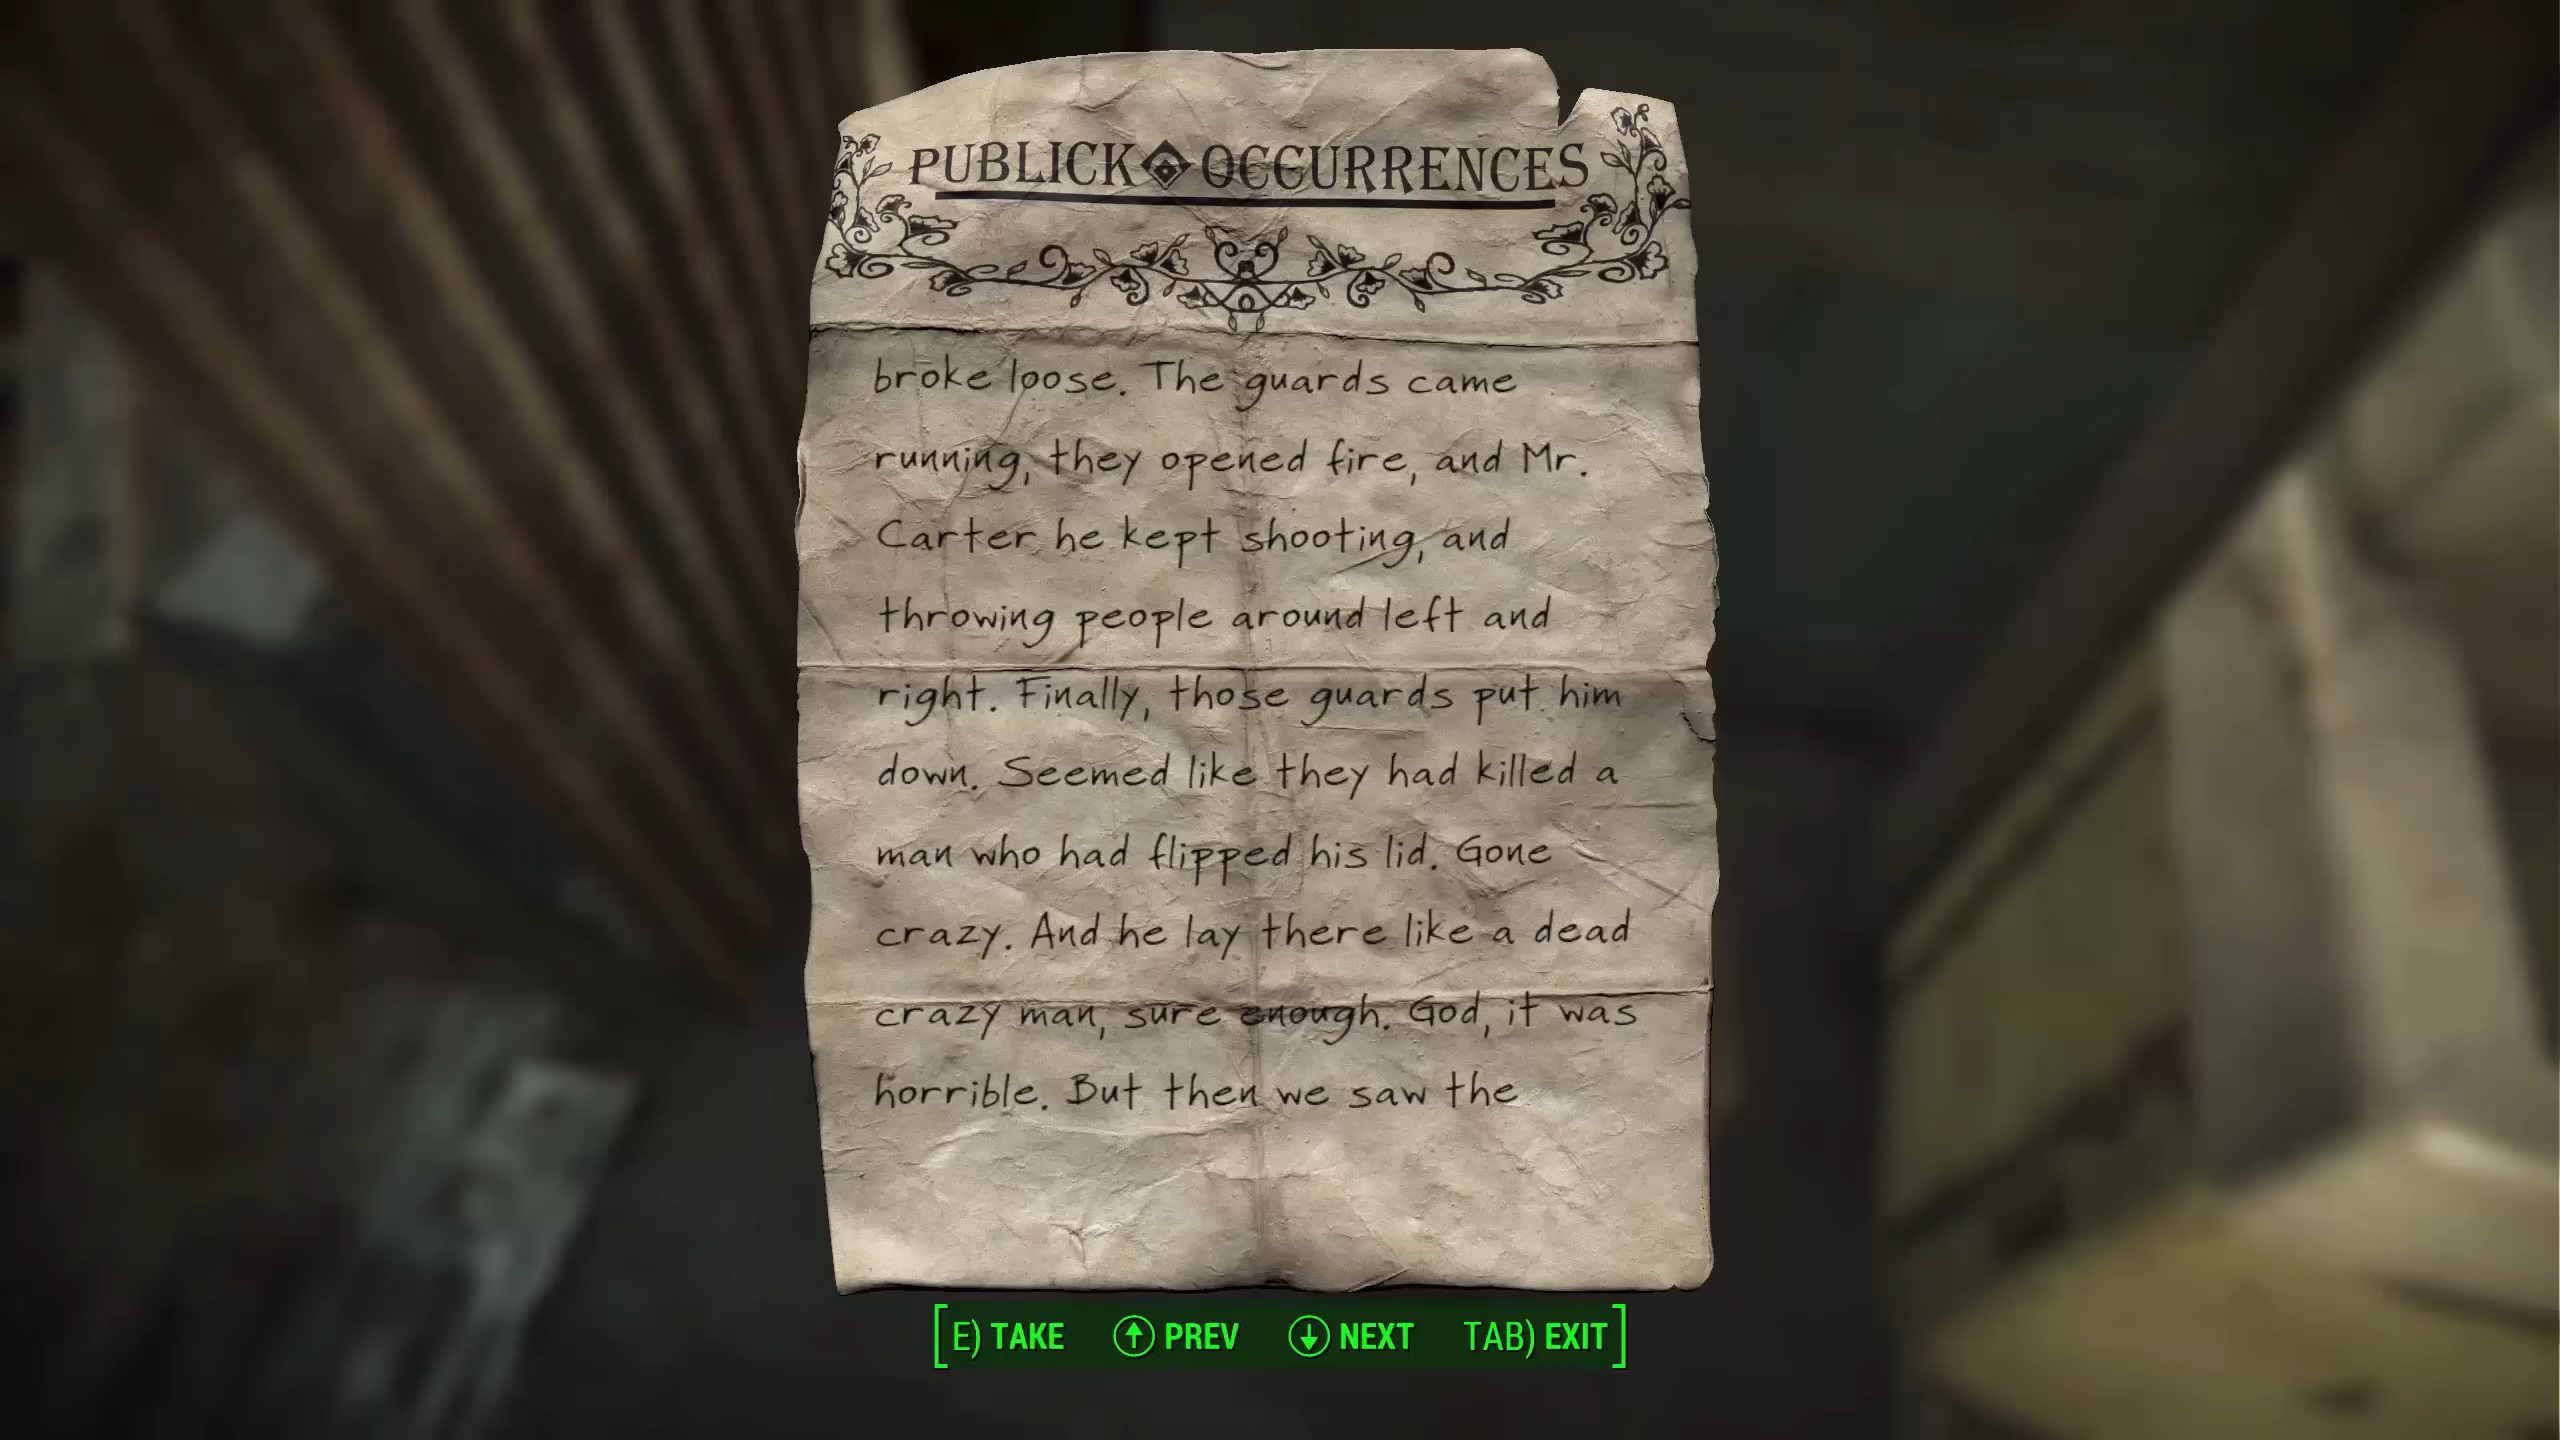 PUBLICK OCCURRENCES
broke loose. The guards came
running, they opened fire, and Mr.
Carter he kept shooting, and
throwing people around left and
right. Finally, those guards put him
down. Seemed like they had killed a
man who had flipped his lid. Gone
crazy. And he lay there like a dead
crazy man, sure enough. God, it was
horrible. But then we saw the
[E) TAKE ↑ PREV ↓ NEXT TAB) EXIT]